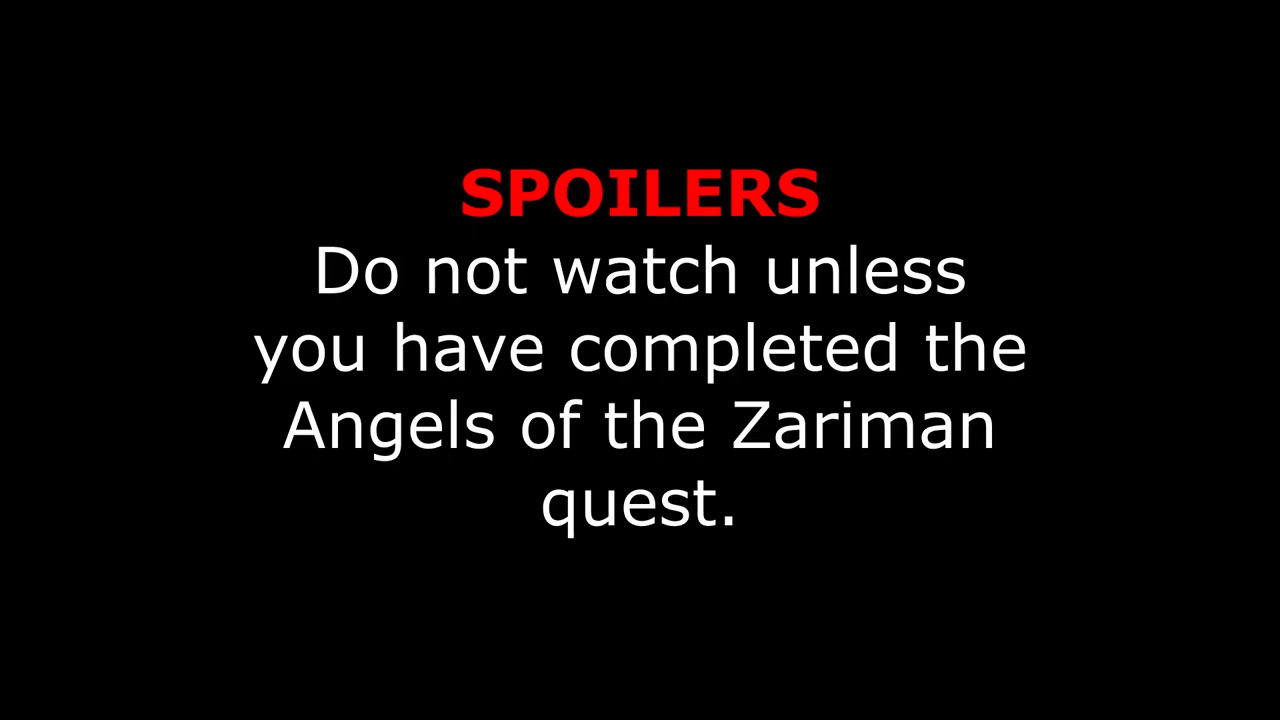 SPOILERS
Do not watch unless
you have completed the
Angels of the Zariman
quest.